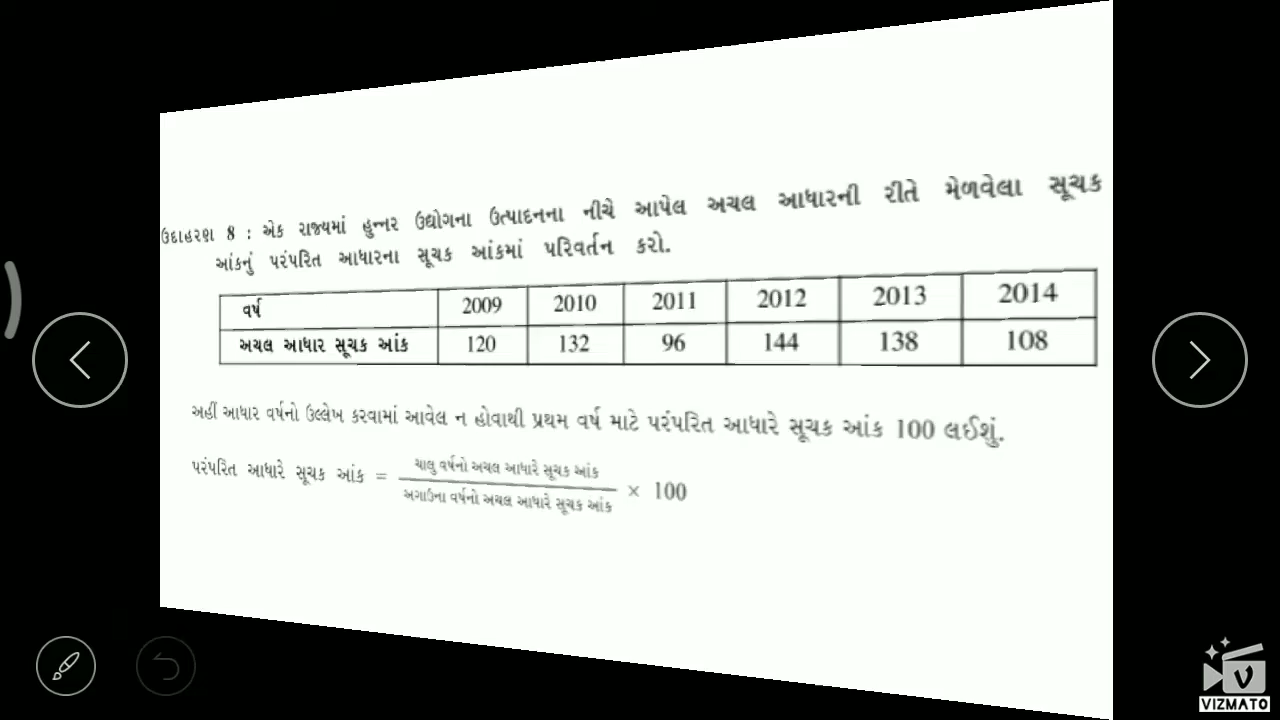 ઉદાહરણ 8 : એક રાજ્યમાં હુન્નર ઉદ્યોગના ઉત્પાદનના નીચે આપેલ અચલ આધારની રીતે મેળવેલા સૂચક
આંકનું પરંપરિત આધારના સૂચક આંકમાં પરિવર્તન કરો.
વર્ષ 2009 2010 2011 2012 2013 2014
અચલ આધાર સૂચક આંક 120 132 96 144 138 108
અહીં આધાર વર્ષનો ઉલ્લેખ કરવામાં આવેલ ન હોવાથી પ્રથમ વર્ષ માટે પરંપરિત આધારે સૂચક આંક 100 લઈશું.
ચાલુ વર્ષનો અચલ આધારે સૂચક આંક
પરંપરિત આધારે સૂચક આંક = × 100
અગાઉના વર્ષનો અચલ આધારે સૂચક આંક
VIZMATO